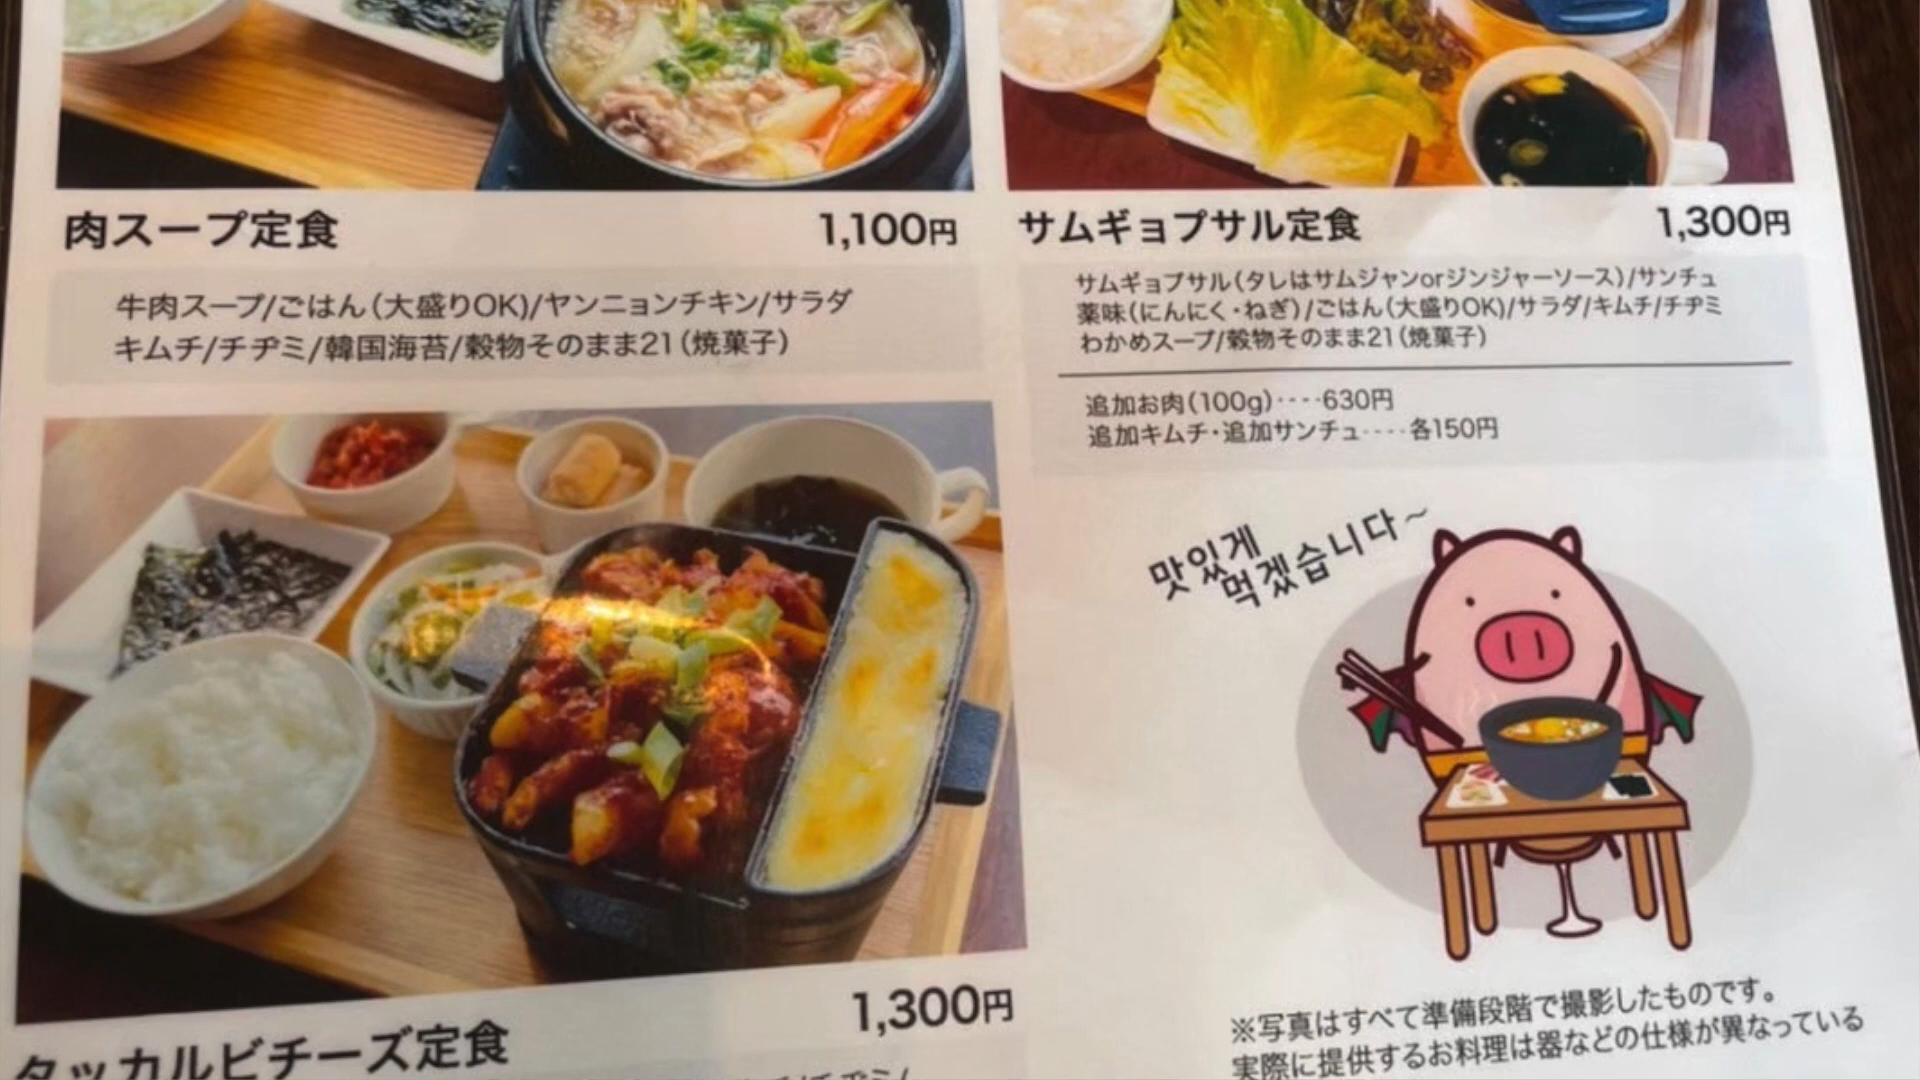 肉スープ定食 1,100円
牛肉スープ/ごはん(大盛りOK)/ヤンニョンチキン/サラダ
キムチ/チヂミ/韓国海苔/穀物そのまま21(焼菓子)
サムギョプサル定食 1,300円
サムギョプサル(タレはサムジャンorジンジャーソース)/サンチュ
薬味(にんにく・ねぎ)/ごはん(大盛りOK)/サラダ/キムチ/チヂミ
わかめスープ/穀物そのまま21(焼菓子)
追加お肉(100g)‥‥630円
追加キムチ・追加サンチュ‥‥各150円
맛있게
먹겠습니다~
1,300円
タッカルビチーズ定食
※写真はすべて準備段階で撮影したものです。
実際に提供するお料理は器などの仕様が異なっている